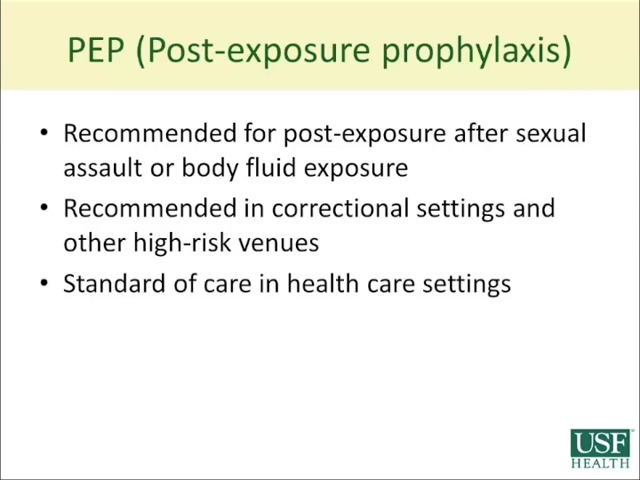 PEP (Post-exposure prophylaxis)
• Recommended for post-exposure after sexual
assault or body fluid exposure
• Recommended in correctional settings and
other high-risk venues
• Standard of care in health care settings
USF
HEALTH